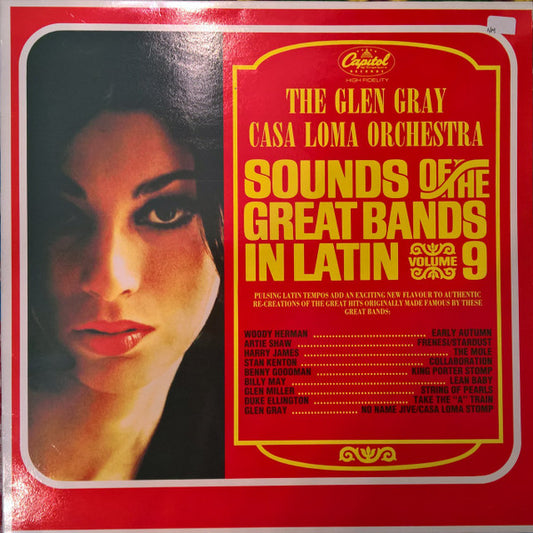 NM
Capitol
RECORDS
HIGH FIDELITY
THE GLEN GRAY
CASA LOMA ORCHESTRA
SOUNDS OF THE
GREAT BANDS
IN LATIN VOLUME 9
PULSING LATIN TEMPOS ADD AN EXCITING NEW FLAVOUR TO AUTHENTIC
RE-CREATIONS OF THE GREAT HITS ORIGINALLY MADE FAMOUS BY THESE
GREAT BANDS:
WOODY HERMAN ........................ EARLY AUTUMN
ARTIE SHAW ........................ FRENESI/STARDUST
HARRY JAMES ........................ THE MOLE
STAN KENTON ........................ COLLABORATION
BENNY GOODMAN ........................ KING PORTER STOMP
BILLY MAY ........................ LEAN BABY
GLEN MILLER ........................ STRING OF PEARLS
DUKE ELLINGTON ........................ TAKE THE "A" TRAIN
GLEN GRAY ........................ NO NAME JIVE/CASA LOMA STOMP